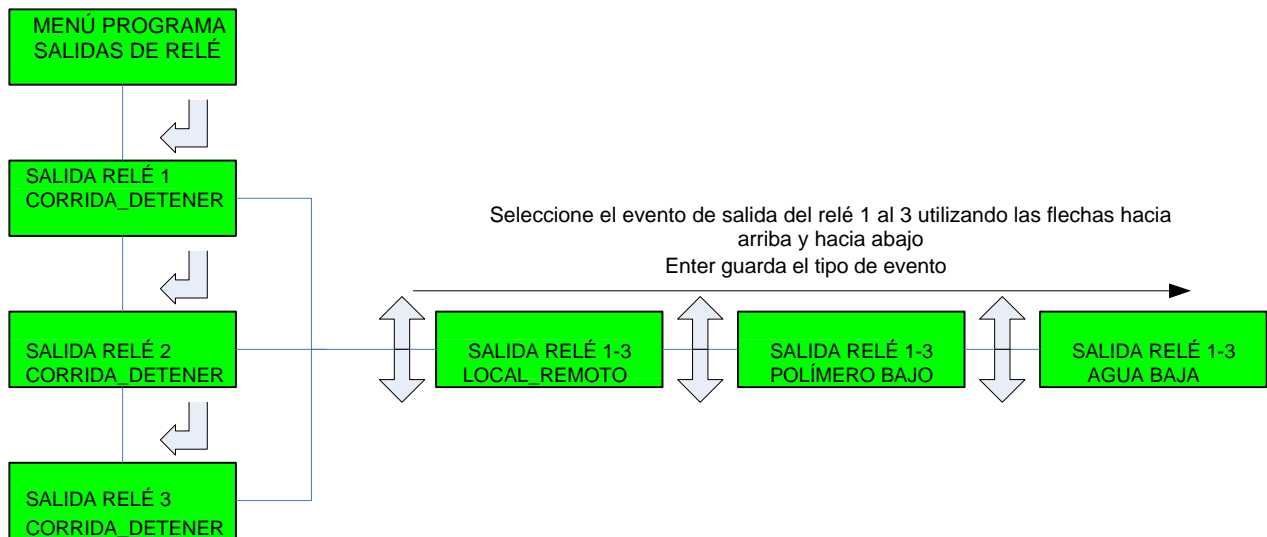 MENÚ PROGRAMA
SALIDAS DE RELÉ
SALIDA RELÉ 1
CORRIDA_DETENER
Seleccione el evento de salida del relé 1 al 3 utilizando las flechas hacia
arriba y hacia abajo
Enter guarda el tipo de evento
SALIDA RELÉ 2
CORRIDA_DETENER
SALIDA RELÉ 1-3
LOCAL_REMOTO
SALIDA RELÉ 1-3
POLÍMERO BAJO
SALIDA RELÉ 1-3
AGUA BAJA
SALIDA RELÉ 3
CORRIDA_DETENER